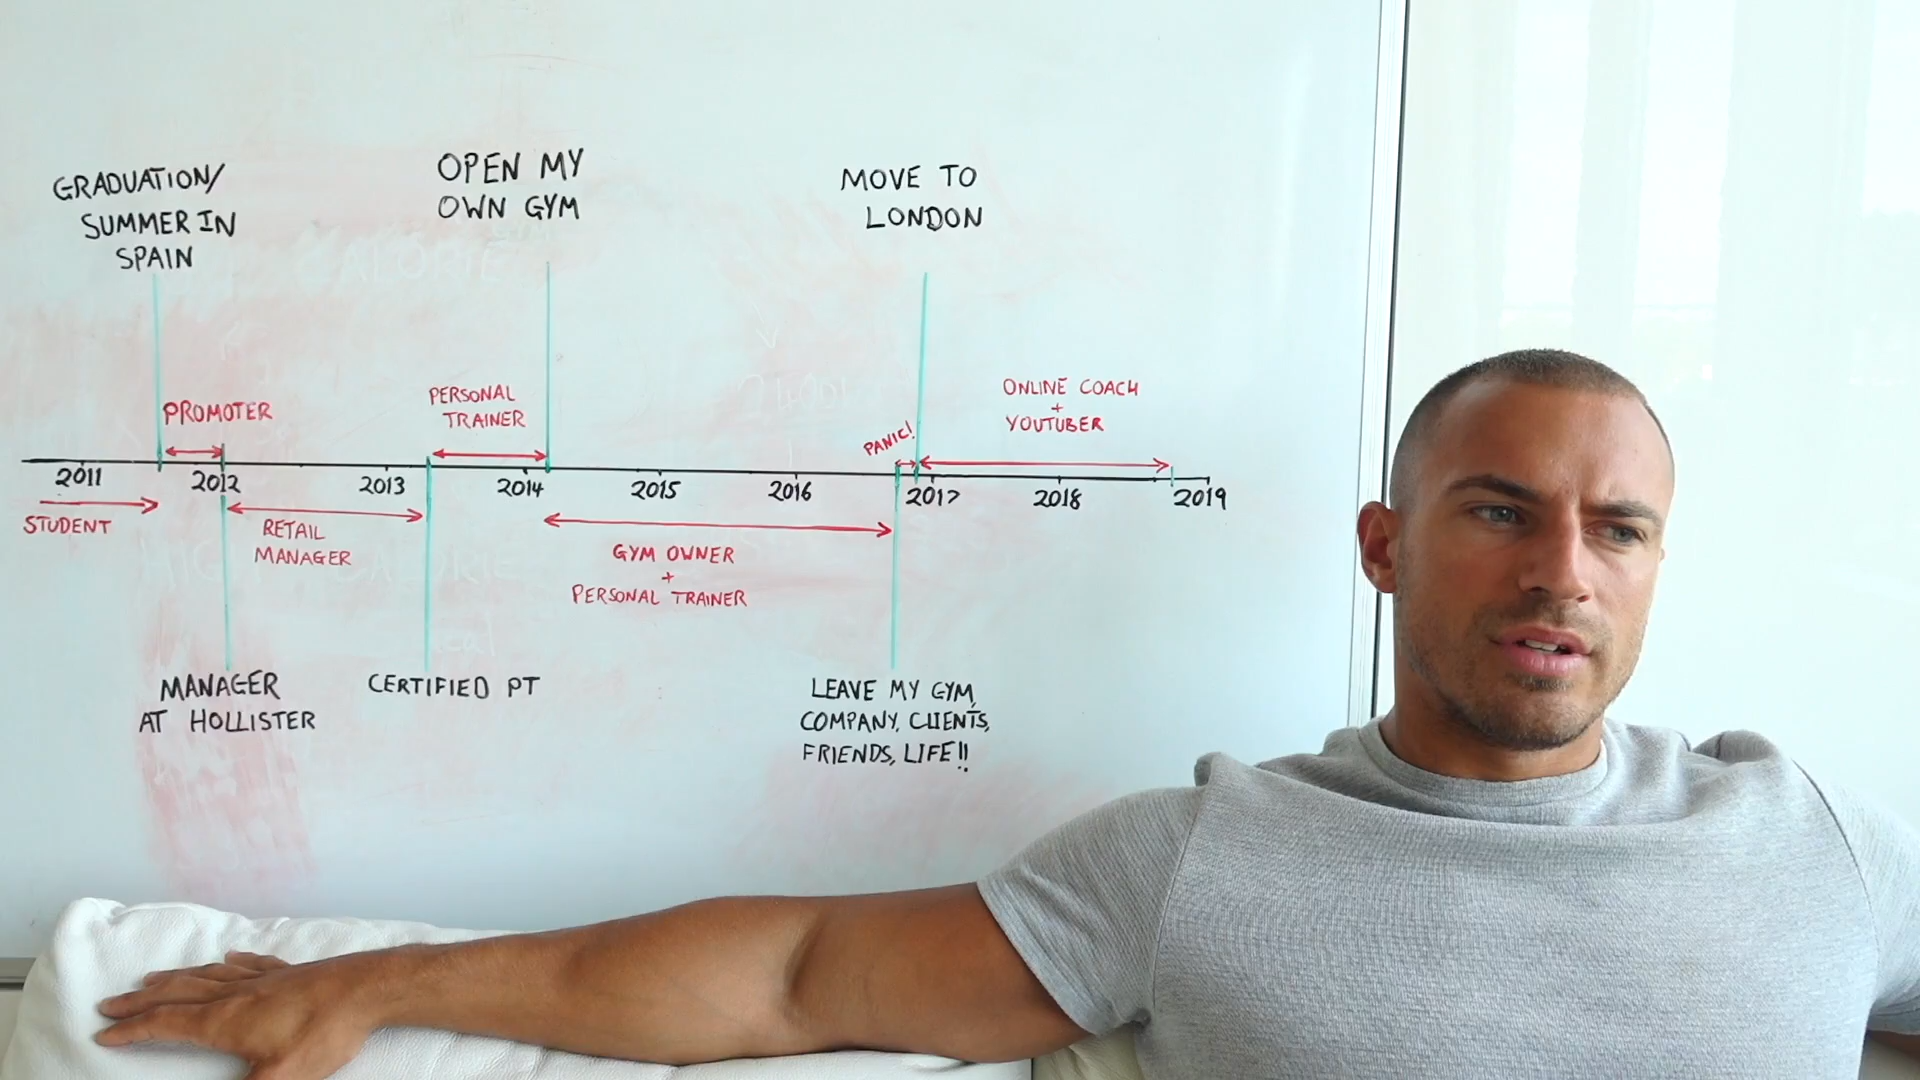 GRADUATION/
SUMMER IN
SPAIN
OPEN MY
OWN GYM
MOVE TO
LONDON
PROMOTER
PERSONAL
TRAINER
PANIC!
ONLINE COACH
+
YOUTUBER
2011
2012
2013
2014
2015
2016
2017
2018
2019
STUDENT
RETAIL
MANAGER
GYM OWNER
+
PERSONAL TRAINER
MANAGER
AT HOLLISTER
CERTIFIED PT
LEAVE MY GYM,
COMPANY, CLIENTS,
FRIENDS, LIFE!!
CALORIE